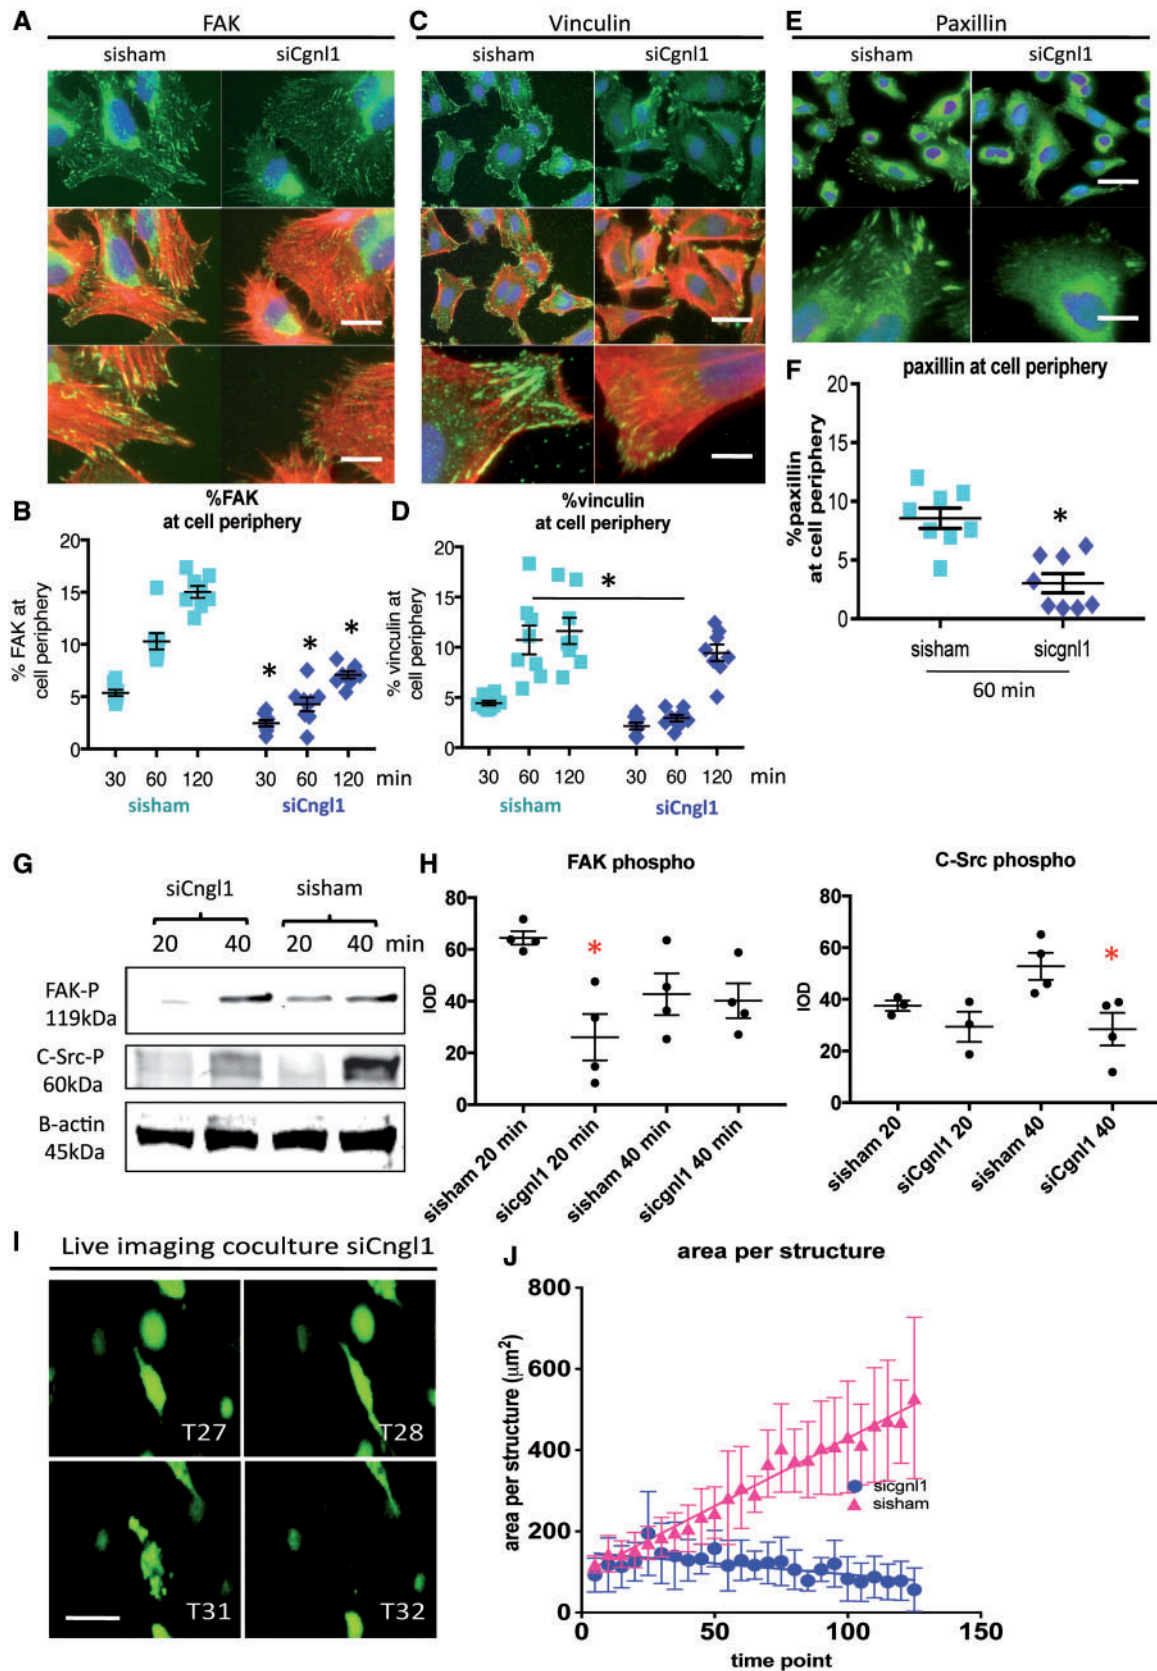 A FAK
sisham siCgnl1
C Vinculin
sisham siCgnl1
E Paxillin
sisham siCgnl1
B %FAK
at cell periphery
% FAK at
cell periphery
20
15
10
5
0
30 60 120 30 60 120 min
sisham siCngl1
D %vinculin
at cell periphery
% vinculin at
cell periphery
20
15
10
5
0
*
30 60 120 30 60 120 min
sisham siCngl1
* * *
F paxillin at cell periphery
%paxillin
at cell periphery
20
15
10
5
0
*
sisham sicgnl1
60 min
G
siCngl1 sisham
20 40 20 40 min
FAK-P
119kDa
C-Src-P
60kDa
B-actin
45kDa
H FAK phospho
IOD
80
60
40
20
0
*
sisham 20 min
sicgnl1 20 min
sisham 40 min
sicgnl1 40 min
C-Src phospho
IOD
80
60
40
20
0
*
sisham 20
siCgnl1 20
sisham 40
siCgnl1 40
I Live imaging coculture siCngl1
T27 T28
T31 T32
J area per structure
area per structure (μm²)
800
600
400
200
0
sicgnl1
sisham
0 50 100 150
time point